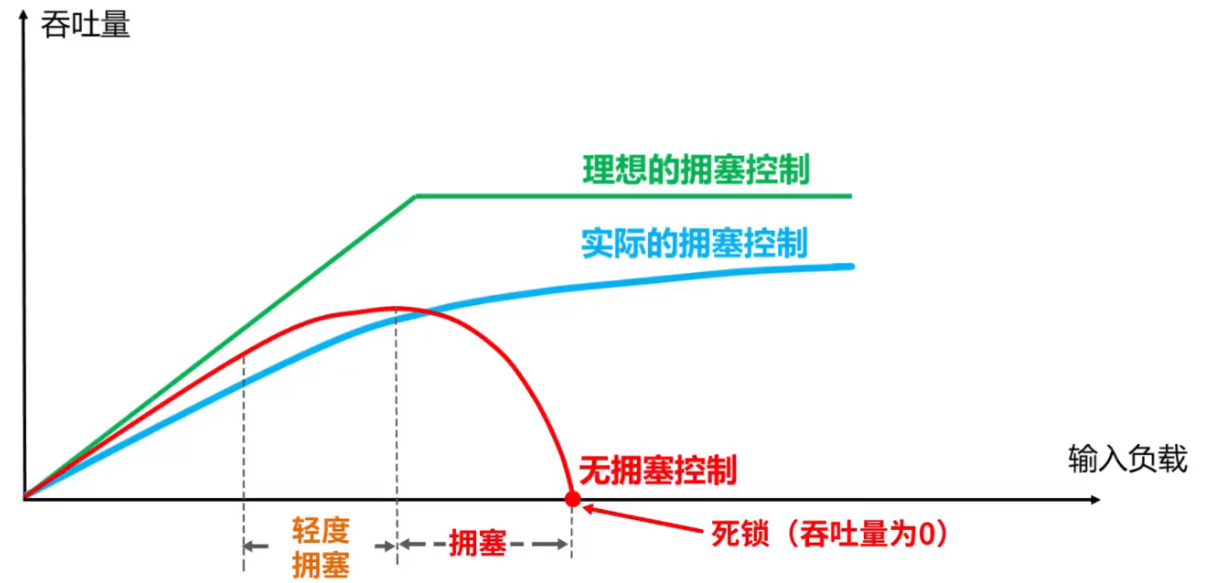 吞吐量
理想的拥塞控制
实际的拥塞控制
无拥塞控制
输入负载
轻度
拥塞
拥塞
死锁（吞吐量为0）